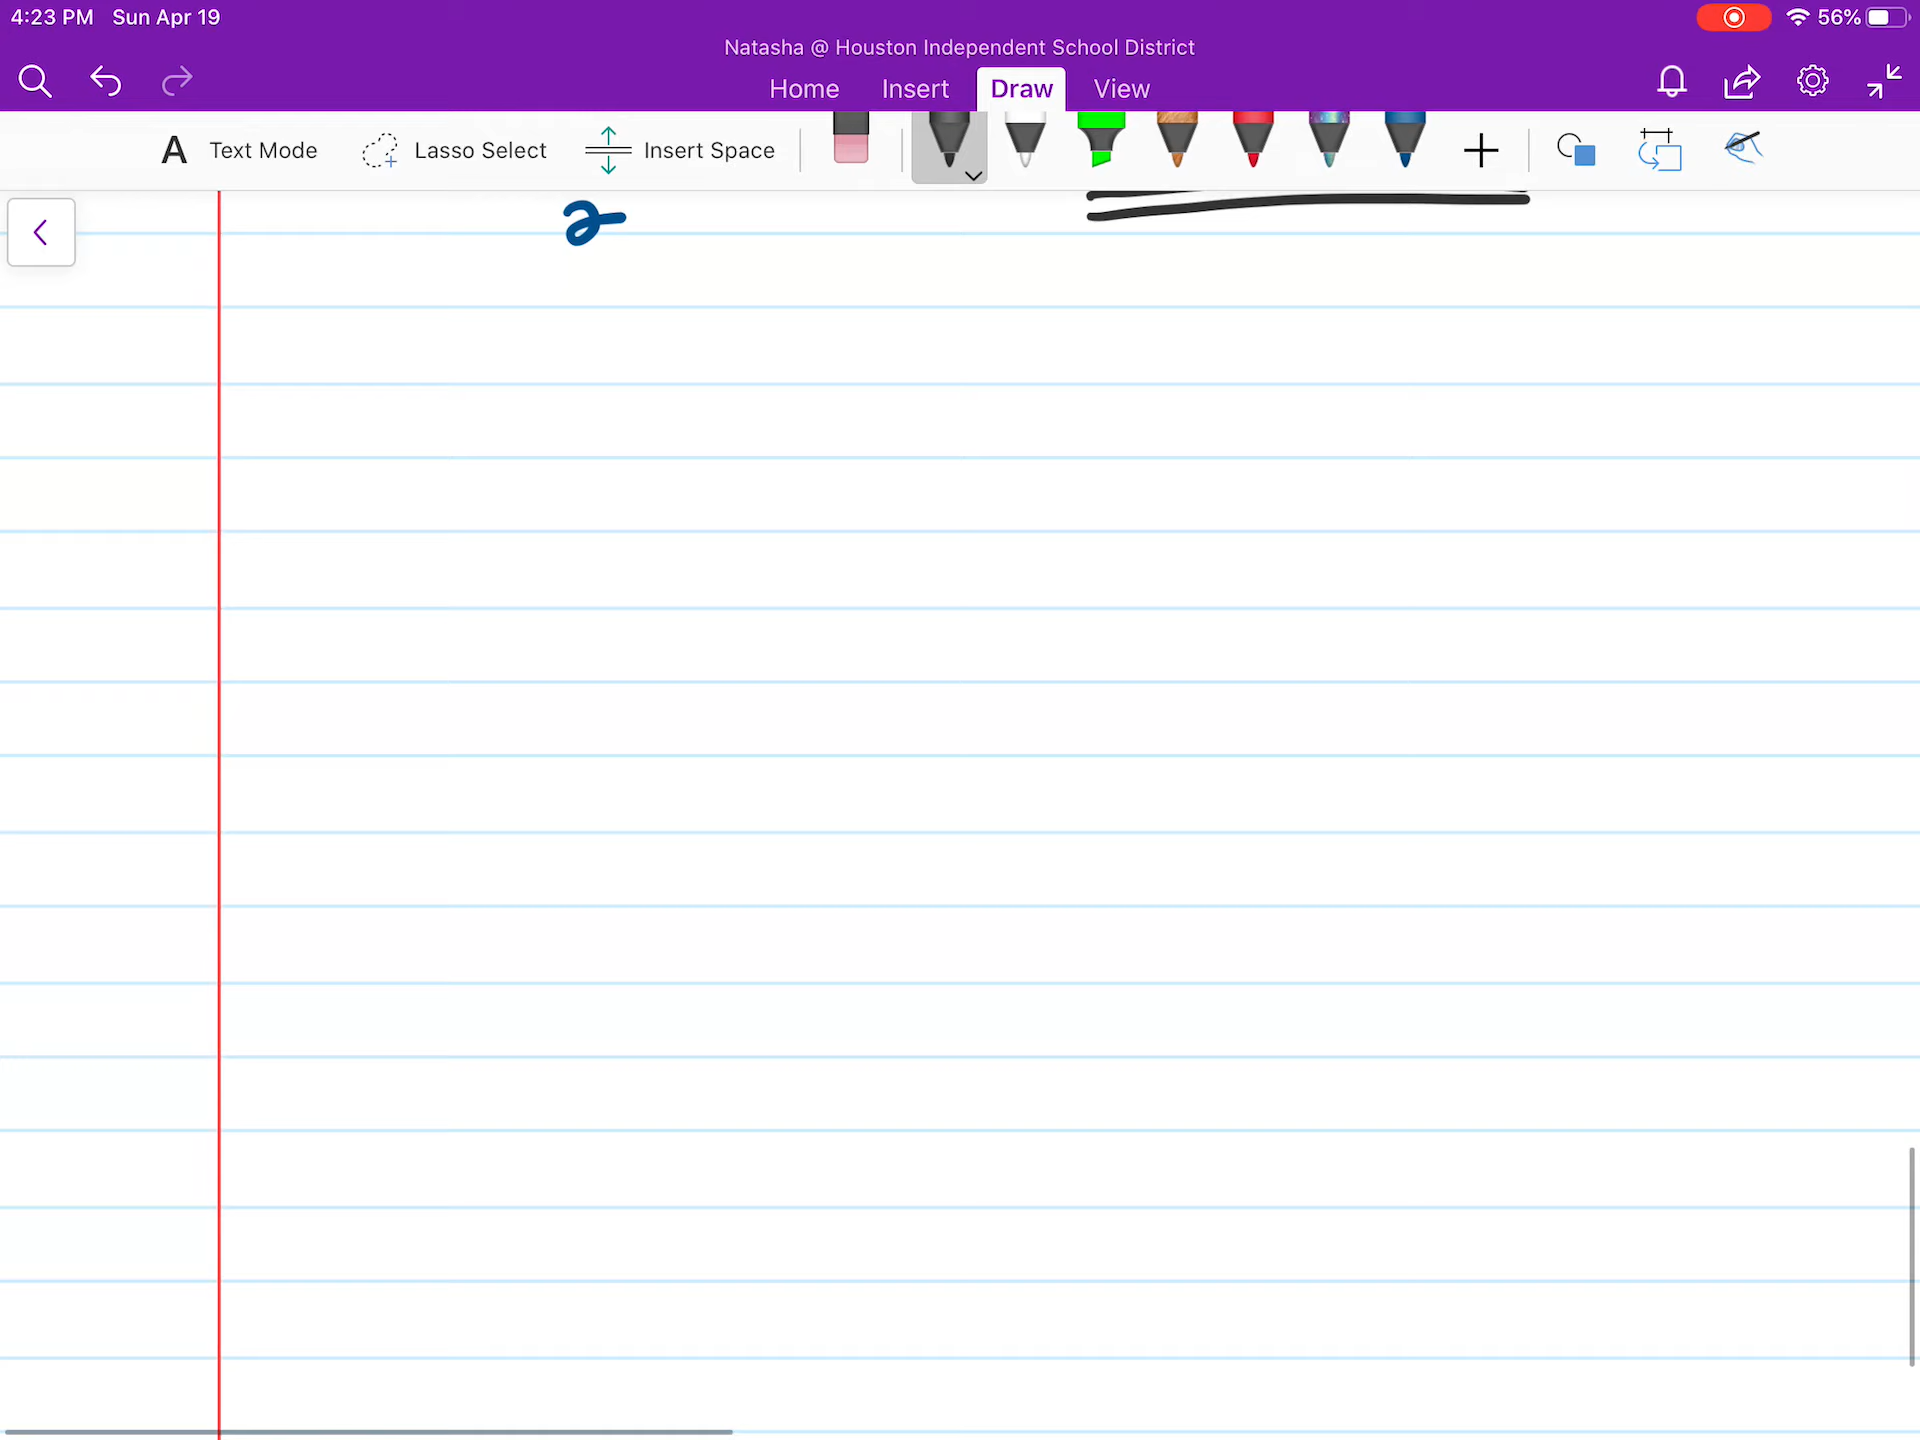 4:23 PM Sun Apr 19 56%
Natasha @ Houston Independent School District
Home Insert Draw View
A Text Mode Lasso Select Insert Space
2